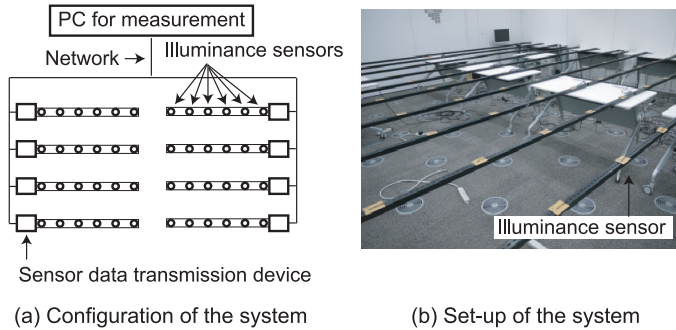 PC for measurement
Network
Illuminance sensors
Sensor data transmission device
Illuminance sensor
(a) Configuration of the system
(b) Set-up of the system